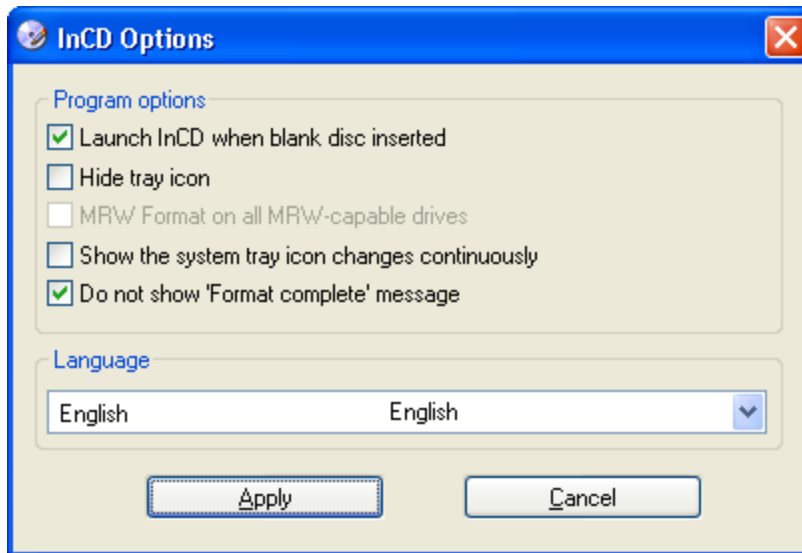 InCD Options
Program options
Launch InCD when blank disc inserted
Hide tray icon
MRW Format on all MRW-capable drives
Show the system tray icon changes continuously
Do not show 'Format complete' message
Language
English English
Apply Cancel